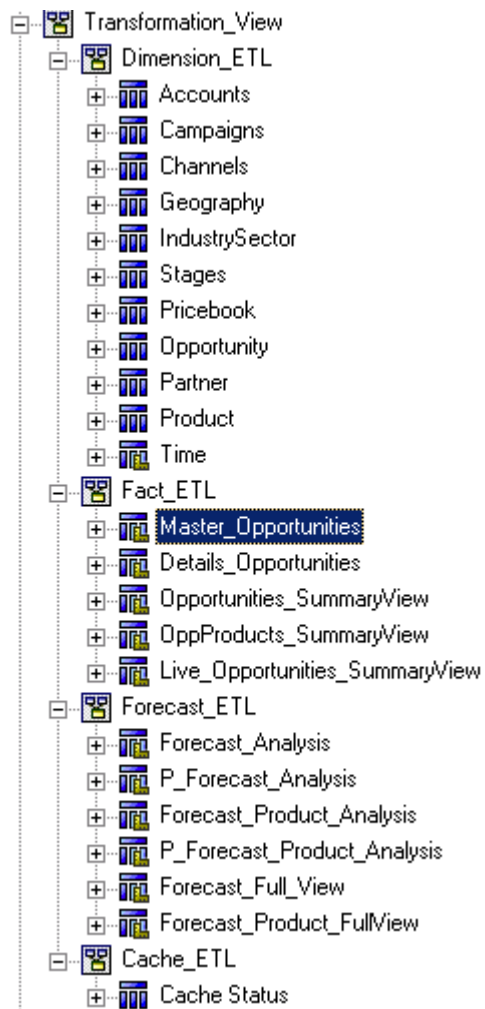 Transformation_View
Dimension_ETL
Accounts
Campaigns
Channels
Geography
IndustrySector
Stages
Pricebook
Opportunity
Partner
Product
Time
Fact_ETL
Master_Opportunities
Details_Opportunities
Opportunities_SummaryView
OppProducts_SummaryView
Live_Opportunities_SummaryView
Forecast_ETL
Forecast_Analysis
P_Forecast_Analysis
Forecast_Product_Analysis
P_Forecast_Product_Analysis
Forecast_Full_View
Forecast_Product_FullView
Cache_ETL
Cache Status